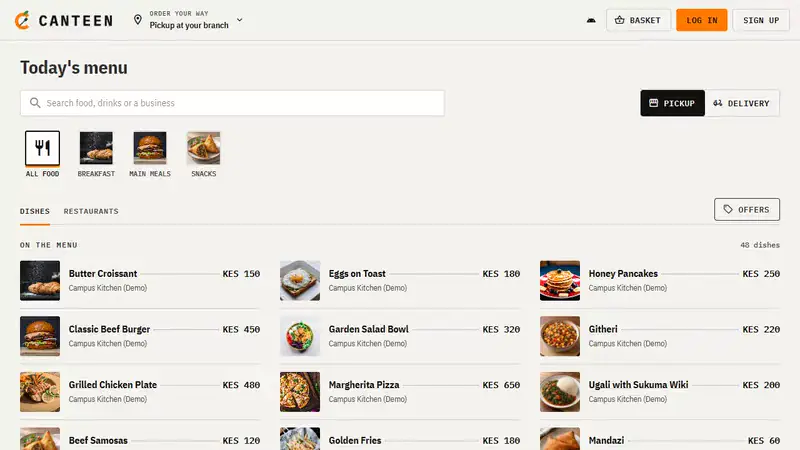 CANTEEN
ORDER YOUR WAY
Pickup at your branch
BASKET
LOG IN
SIGN UP
Today's menu
Search food, drinks or a business
PICKUP
DELIVERY
ALL FOOD
BREAKFAST
MAIN MEALS
SNACKS
DISHES
RESTAURANTS
OFFERS
ON THE MENU
48 dishes
Butter Croissant KES 150
Campus Kitchen (Demo)
Eggs on Toast KES 180
Campus Kitchen (Demo)
Honey Pancakes KES 250
Campus Kitchen (Demo)
Classic Beef Burger KES 450
Campus Kitchen (Demo)
Garden Salad Bowl KES 320
Campus Kitchen (Demo)
Githeri KES 220
Campus Kitchen (Demo)
Grilled Chicken Plate KES 480
Campus Kitchen (Demo)
Margherita Pizza KES 650
Campus Kitchen (Demo)
Ugali with Sukuma Wiki KES 200
Campus Kitchen (Demo)
Beef Samosas KES 120
Golden Fries KES 180
Mandazi KES 60